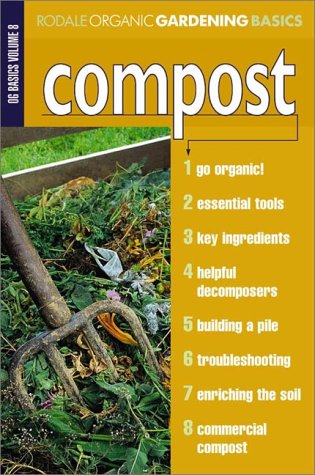 RODALE ORGANIC GARDENING BASICS
OG BASICS VOLUME 8
compost
1 go organic!
2 essential tools
3 key ingredients
4 helpful
decomposers
5 building a pile
6 troubleshooting
7 enriching the soil
8 commercial
compost